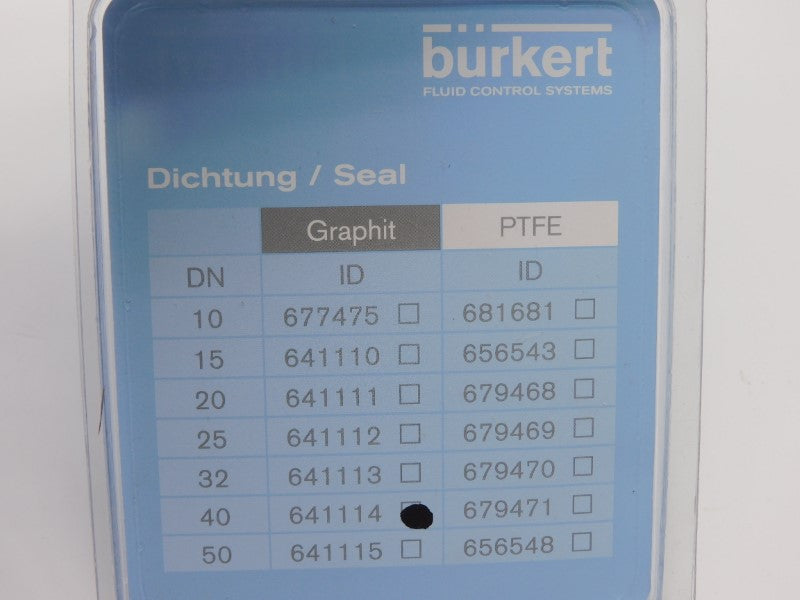 bürkert
FLUID CONTROL SYSTEMS
Dichtung / Seal
Graphit PTFE
DN ID ID
10 677475 ☐ 681681 ☐
15 641110 ☐ 656543 ☐
20 641111 ☐ 679468 ☐
25 641112 ☐ 679469 ☐
32 641113 ☐ 679470 ☐
40 641114 679471 ☐
50 641115 ☐ 656548 ☐